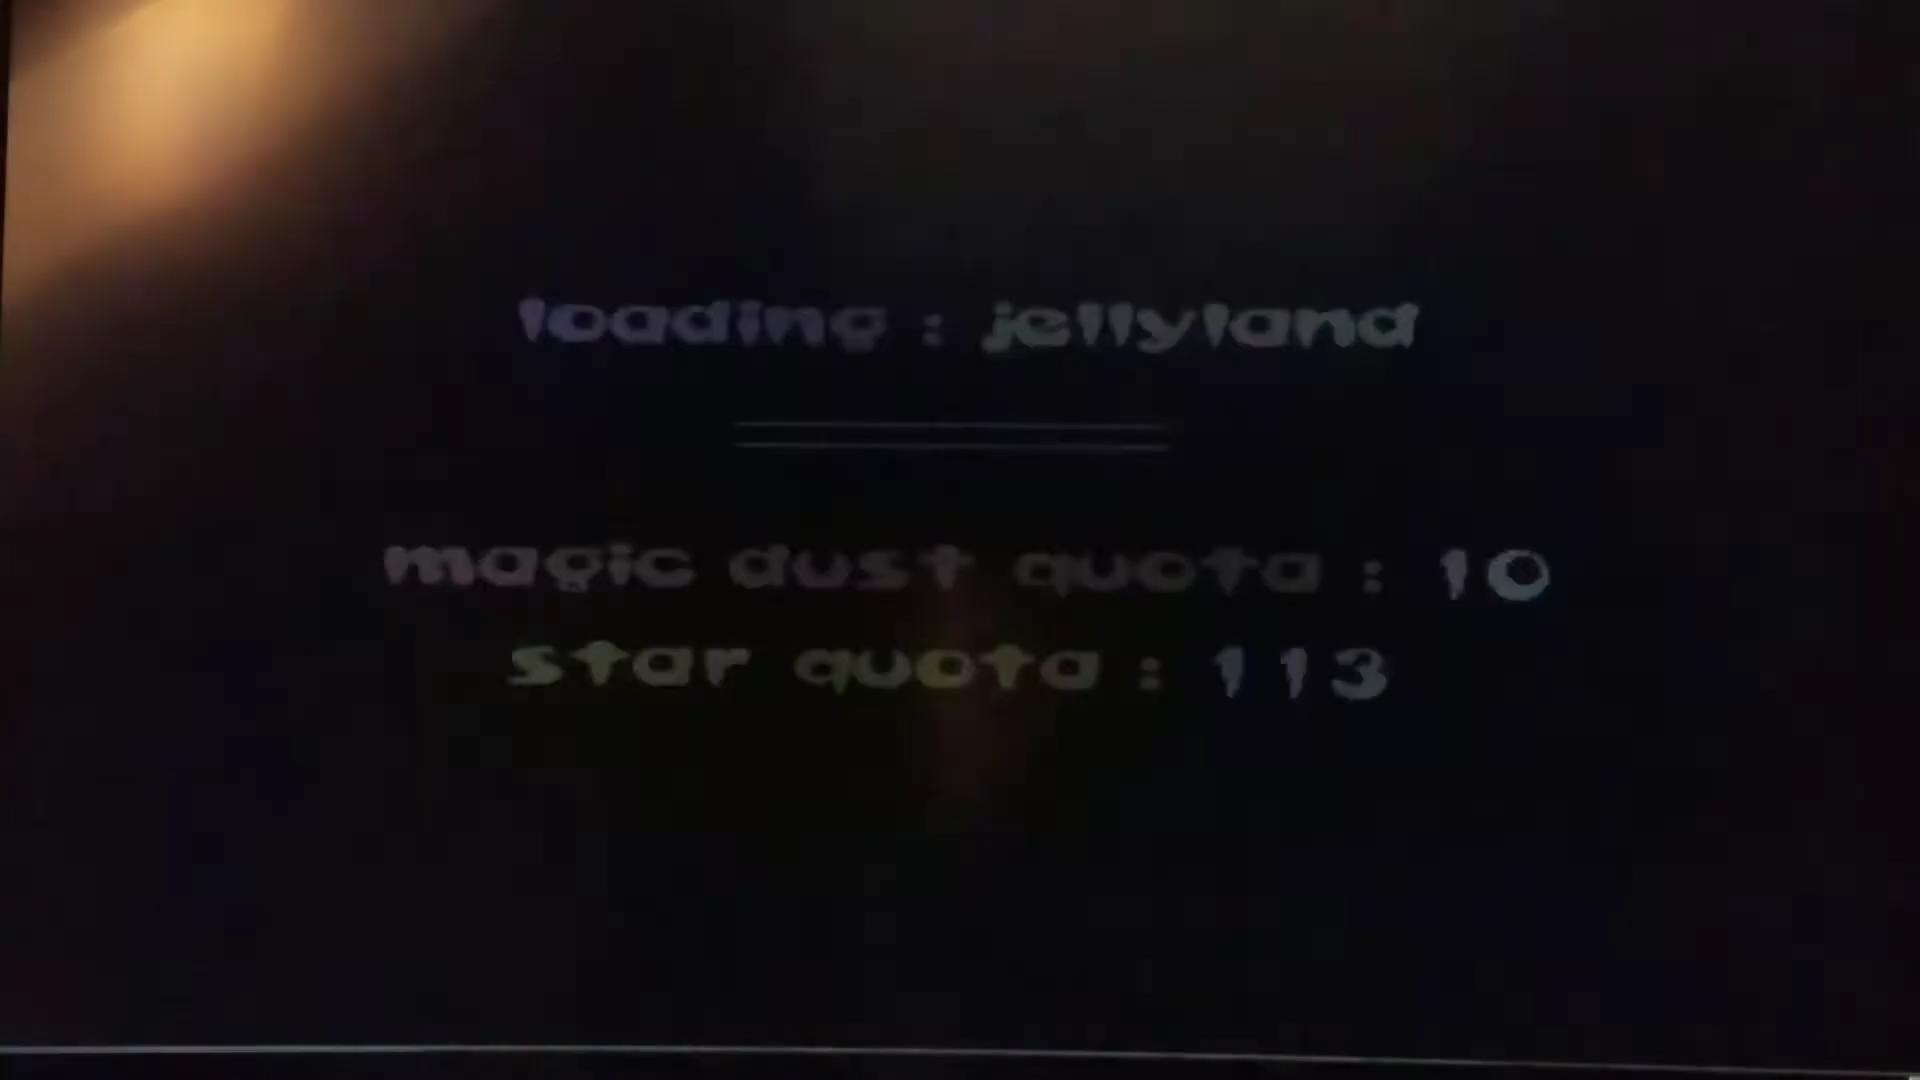 loading : jellyland
magic dust quota : 10
star quota : 113